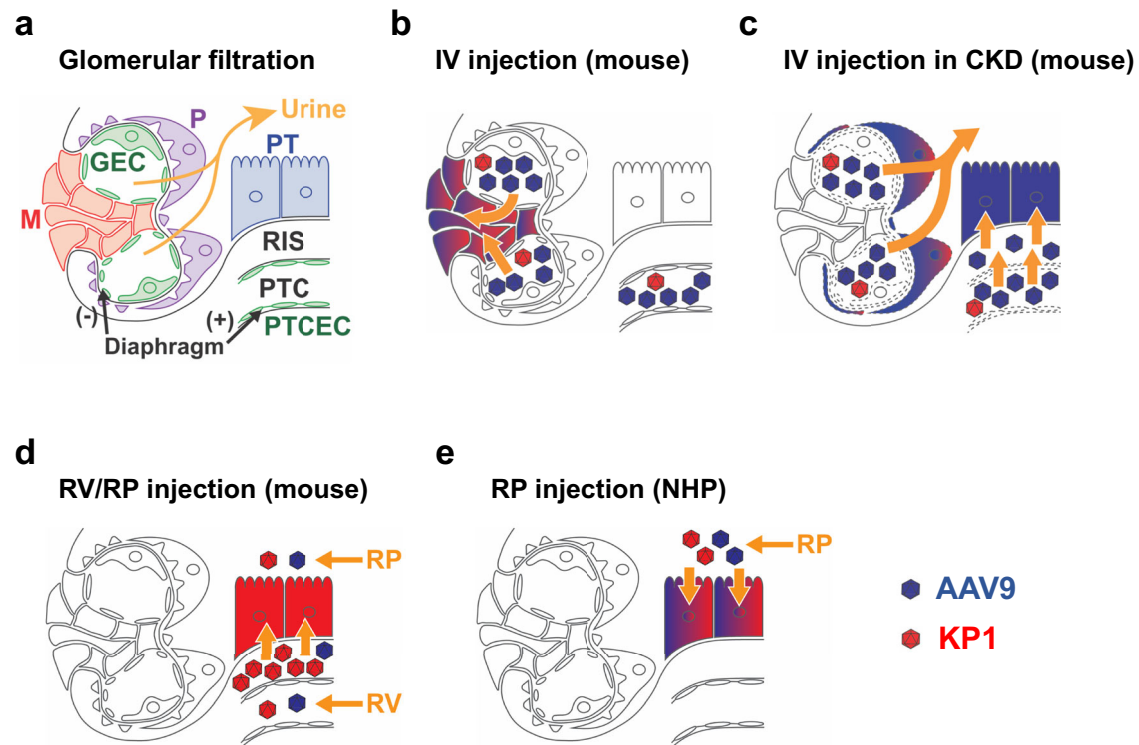 a
Glomerular filtration
P
Urine
GEC
PT
M
RIS
PTC
(-)
(+)
PTCEC
Diaphragm
b
IV injection (mouse)
c
IV injection in CKD (mouse)
d
RV/RP injection (mouse)
RP
RV
e
RP injection (NHP)
RP
AAV9
KP1